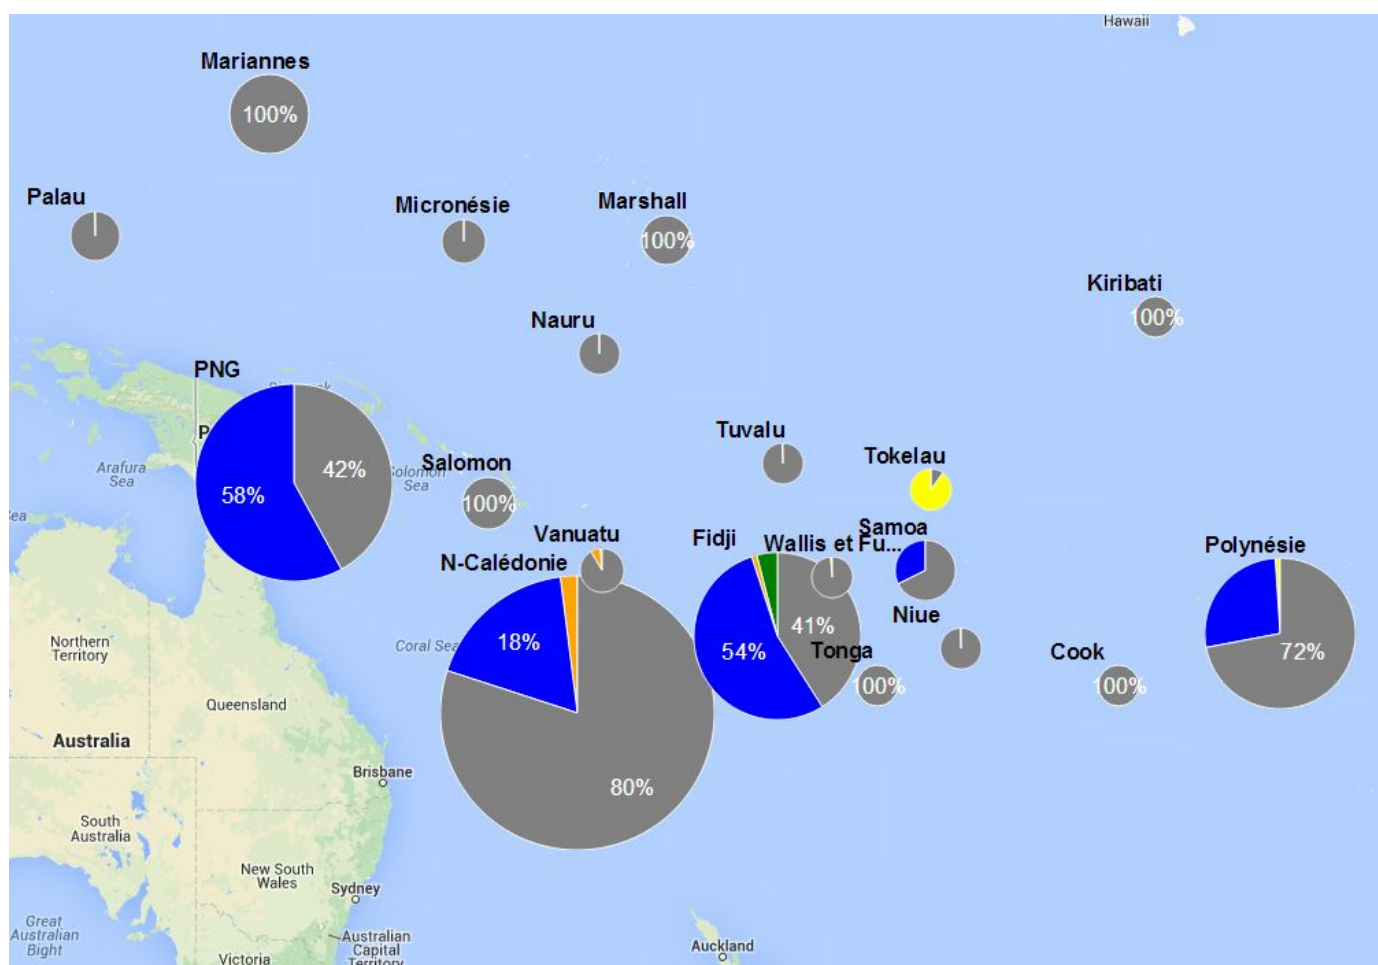 Hawaii
Mariannes
100%
Palau
Micronésie
Marshall
100%
Kiribati
100%
Nauru
PNG
42%
58%
Arafura
Sea
Solomon
Sea
Salomon
100%
Tuvalu
Tokelau
Vanuatu
N-Calédonie
Fidji
Wallis et Fu...
Samoa
Polynésie
18%
80%
41%
54%
Niue
Tonga
100%
Cook
100%
72%
Coral Sea
Northern
Territory
Queensland
Australia
Brisbane
South
Australia
New South
Wales
Sydney
Great
Australian
Bight
Australian
Capital
Territory
Victoria
Auckland